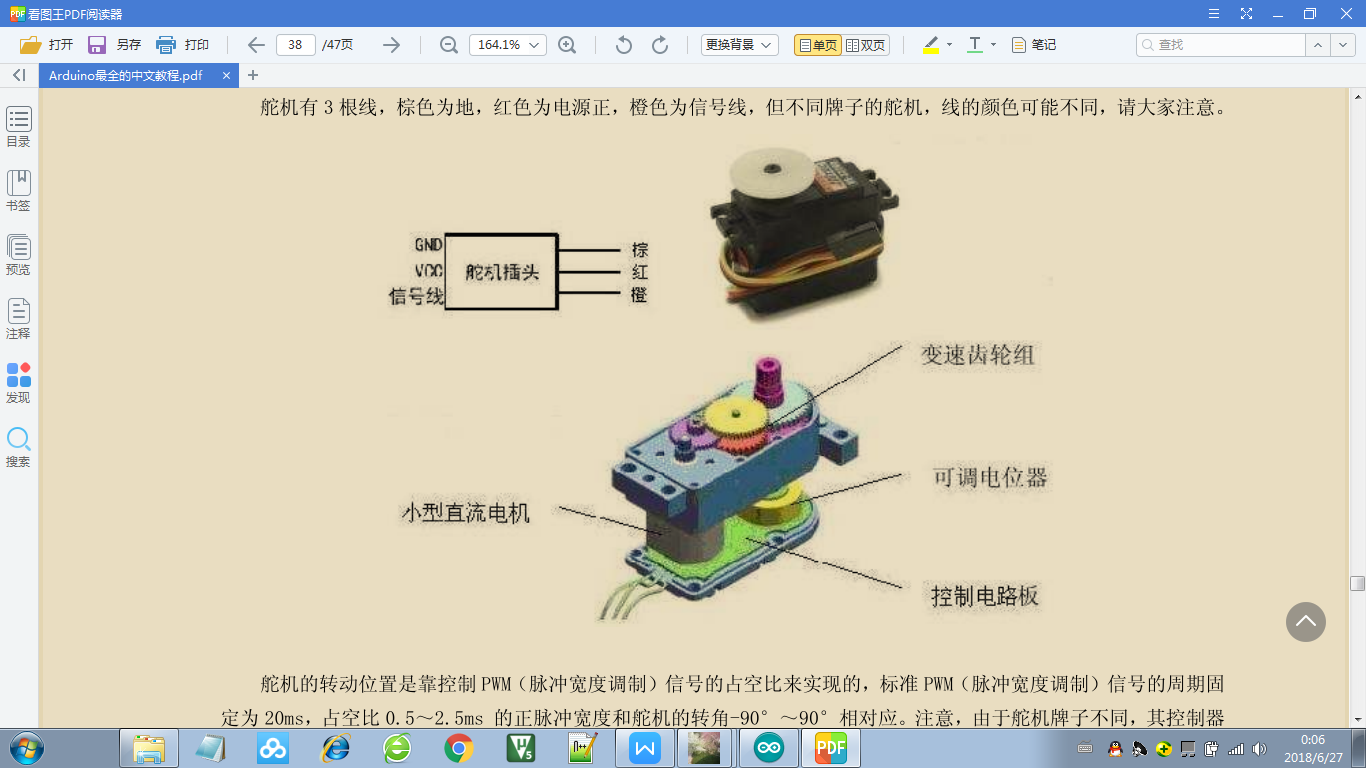 看图王PDF阅读器
打开 另存 打印 38 /47页 164.1% 更换背景 单页 双页 笔记 查找
Arduino最全的中文教程.pdf
目录
书签
预览
注释
发现
搜索
舵机有 3 根线，棕色为地，红色为电源正，橙色为信号线，但不同牌子的舵机，线的颜色可能不同，请大家注意。
GND
VCC
信号线
舵机插头
棕
红
橙
变速齿轮组
可调电位器
小型直流电机
控制电路板
舵机的转动位置是靠控制 PWM（脉冲宽度调制）信号的占空比来实现的，标准 PWM（脉冲宽度调制）信号的周期固
定为 20ms，占空比 0.5～2.5ms 的正脉冲宽度和舵机的转角-90°～90°相对应。注意，由于舵机牌子不同，其控制器
0:06
2018/6/27